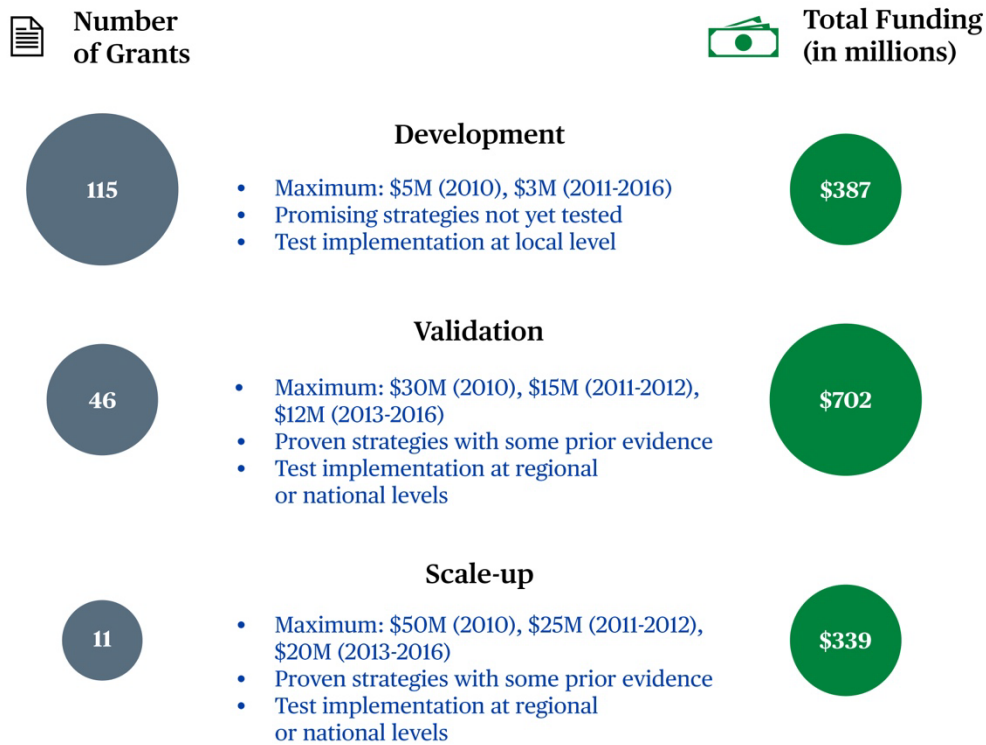 Number
of Grants
Total Funding
(in millions)
Development
115
• Maximum: $5M (2010), $3M (2011-2016)
• Promising strategies not yet tested
• Test implementation at local level
$387
Validation
46
• Maximum: $30M (2010), $15M (2011-2012),
$12M (2013-2016)
• Proven strategies with some prior evidence
• Test implementation at regional
or national levels
$702
Scale-up
11
• Maximum: $50M (2010), $25M (2011-2012),
$20M (2013-2016)
• Proven strategies with some prior evidence
• Test implementation at regional
or national levels
$339